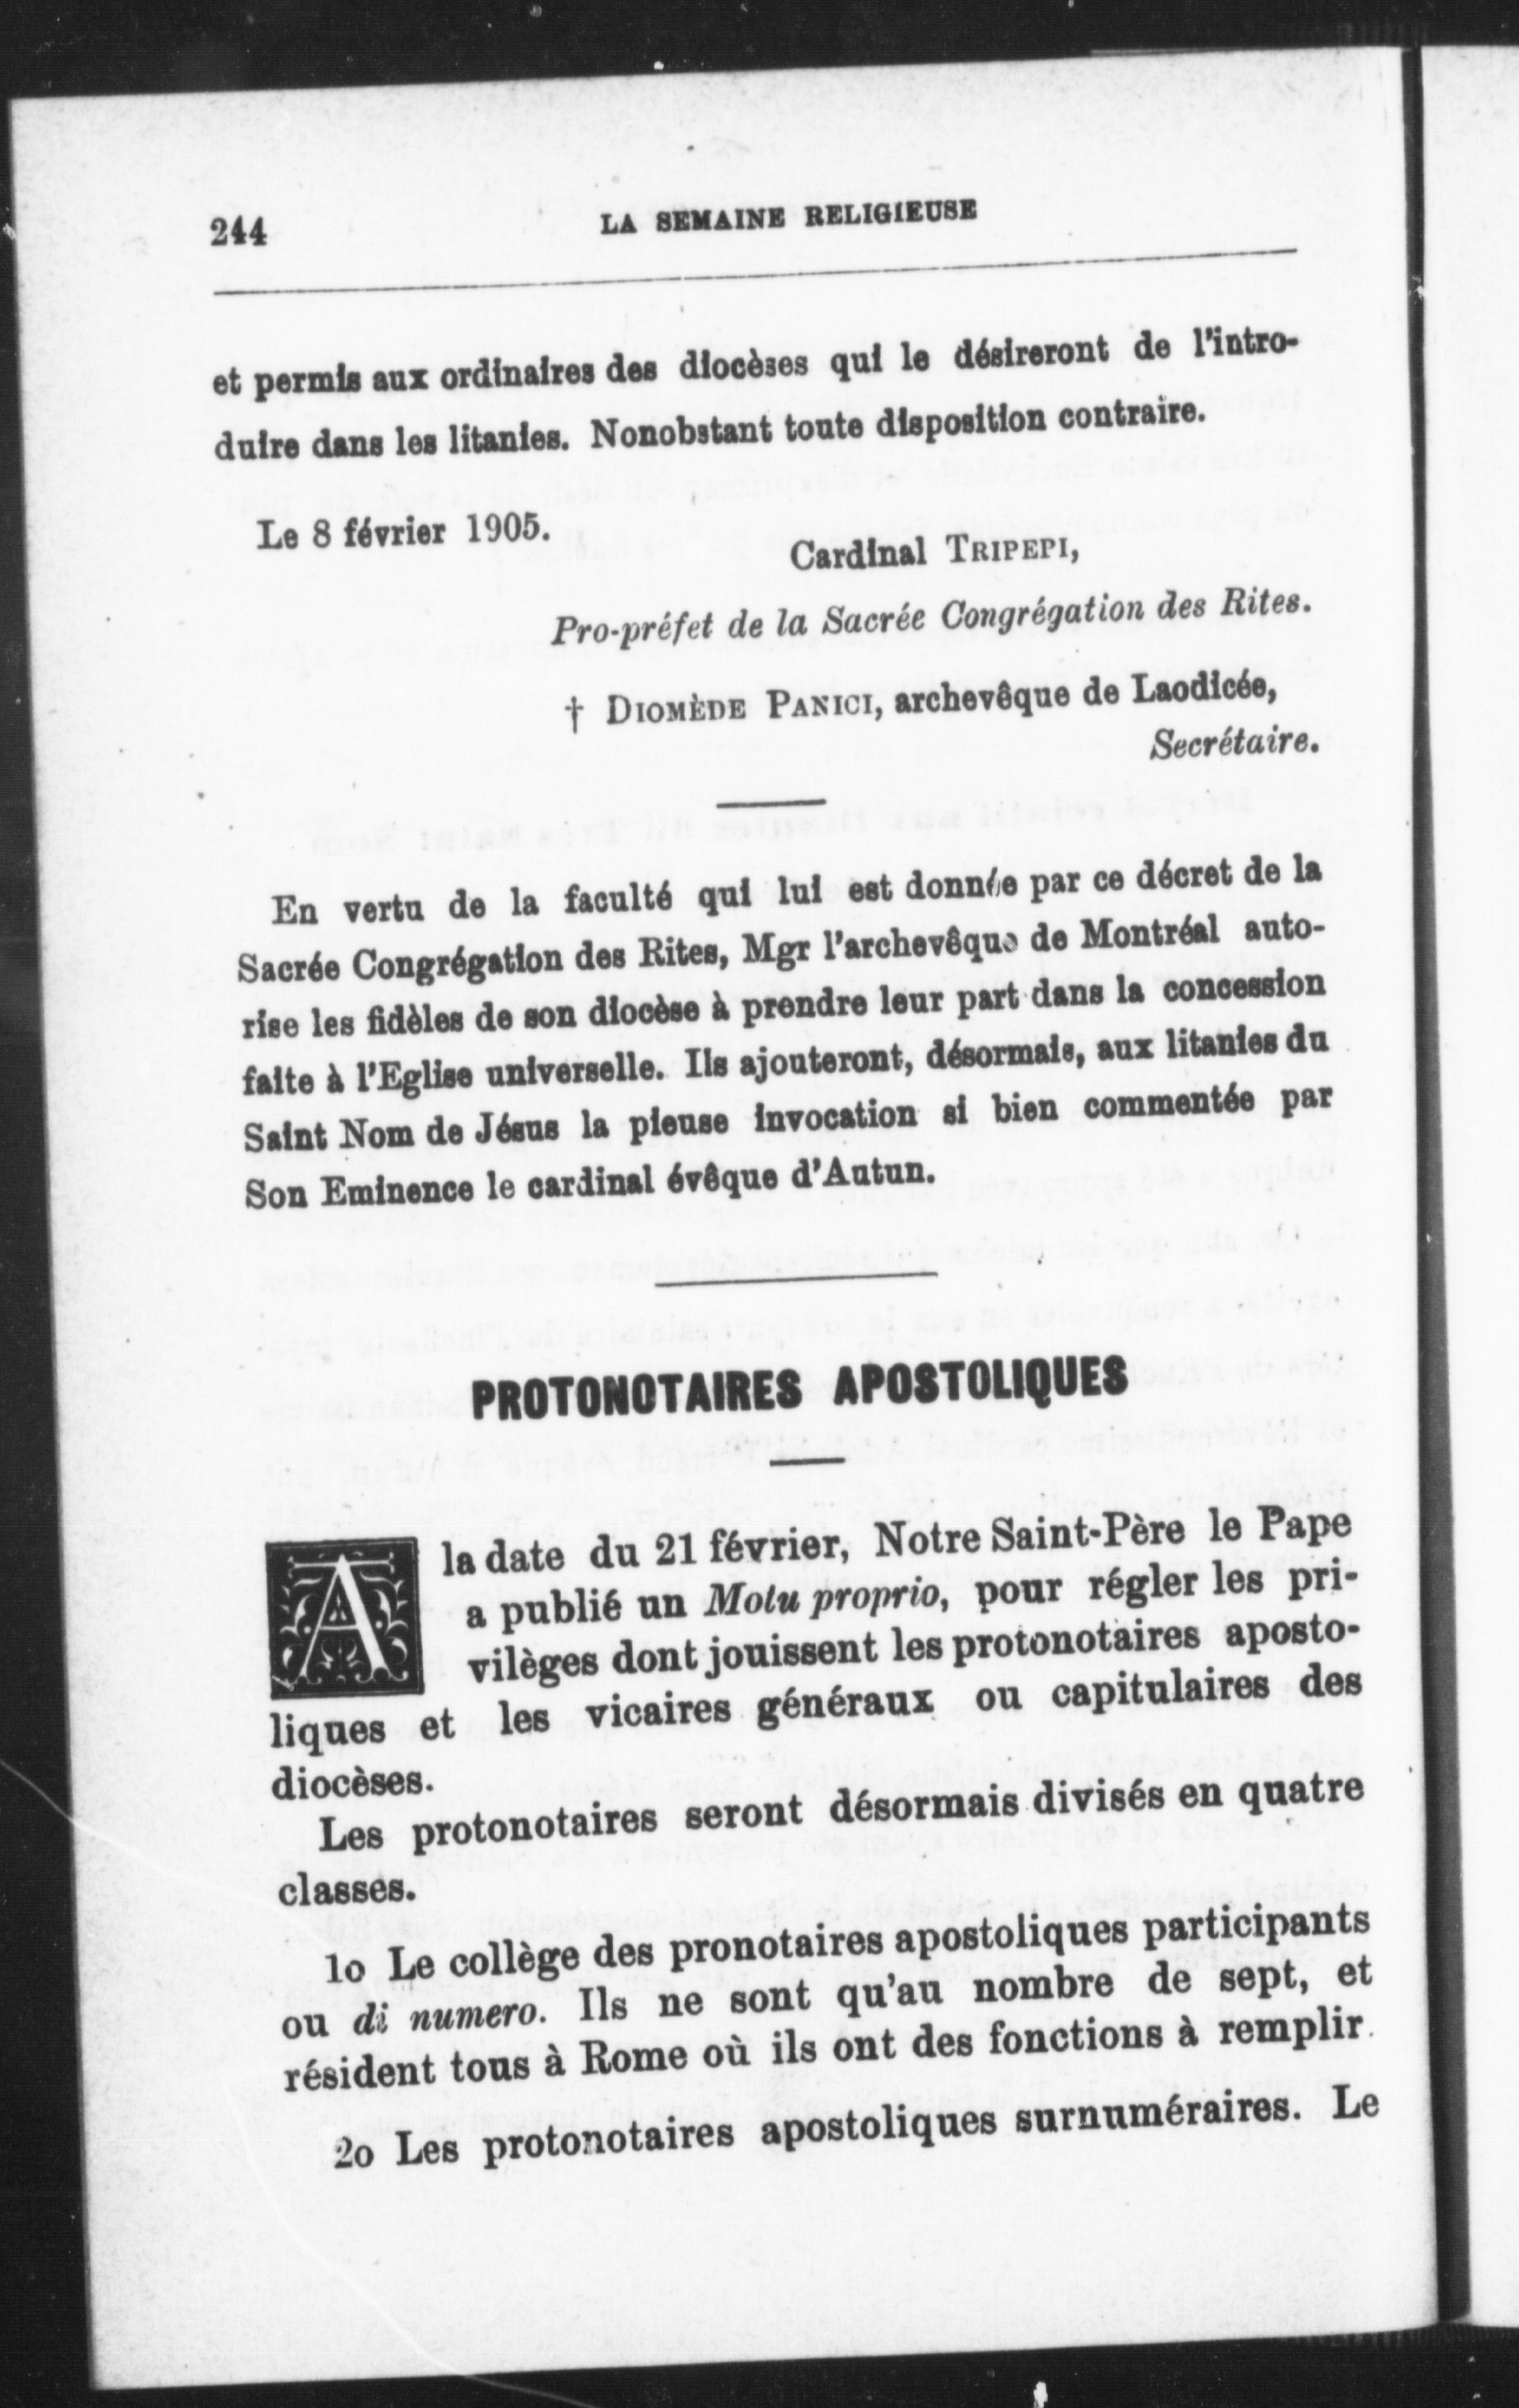 244
LA SEMAINE RELIGIEUSE
et permis aux ordinaires des diocèses qui le désireront de l'intro-
duire dans les litanies. Nonobstant toute disposition contraire.
Le 8 février 1905.
Cardinal TRIPEPI,
Pro-préfet de la Sacrée Congrégation des Rites.
† DIOMÈDE PANICI, archevêque de Laodicée,
Secrétaire.
En vertu de la faculté qui lui est donnée par ce décret de la
Sacrée Congrégation des Rites, Mgr l'archevêque de Montréal auto-
rise les fidèles de son diocèse à prendre leur part dans la concession
faite à l'Eglise universelle. Ils ajouteront, désormais, aux litanies du
Saint Nom de Jésus la pieuse invocation si bien commentée par
Son Eminence le cardinal évêque d'Autun.
PROTONOTAIRES APOSTOLIQUES
A la date du 21 février, Notre Saint-Père le Pape
a publié un Motu proprio, pour régler les pri-
vilèges dont jouissent les protonotaires aposto-
liques et les vicaires généraux ou capitulaires des
diocèses.
Les protonotaires seront désormais divisés en quatre
classes.
1o Le collège des pronotaires apostoliques participants
ou di numero. Ils ne sont qu'au nombre de sept, et
résident tous à Rome où ils ont des fonctions à remplir.
2o Les protonotaires apostoliques surnuméraires. Le